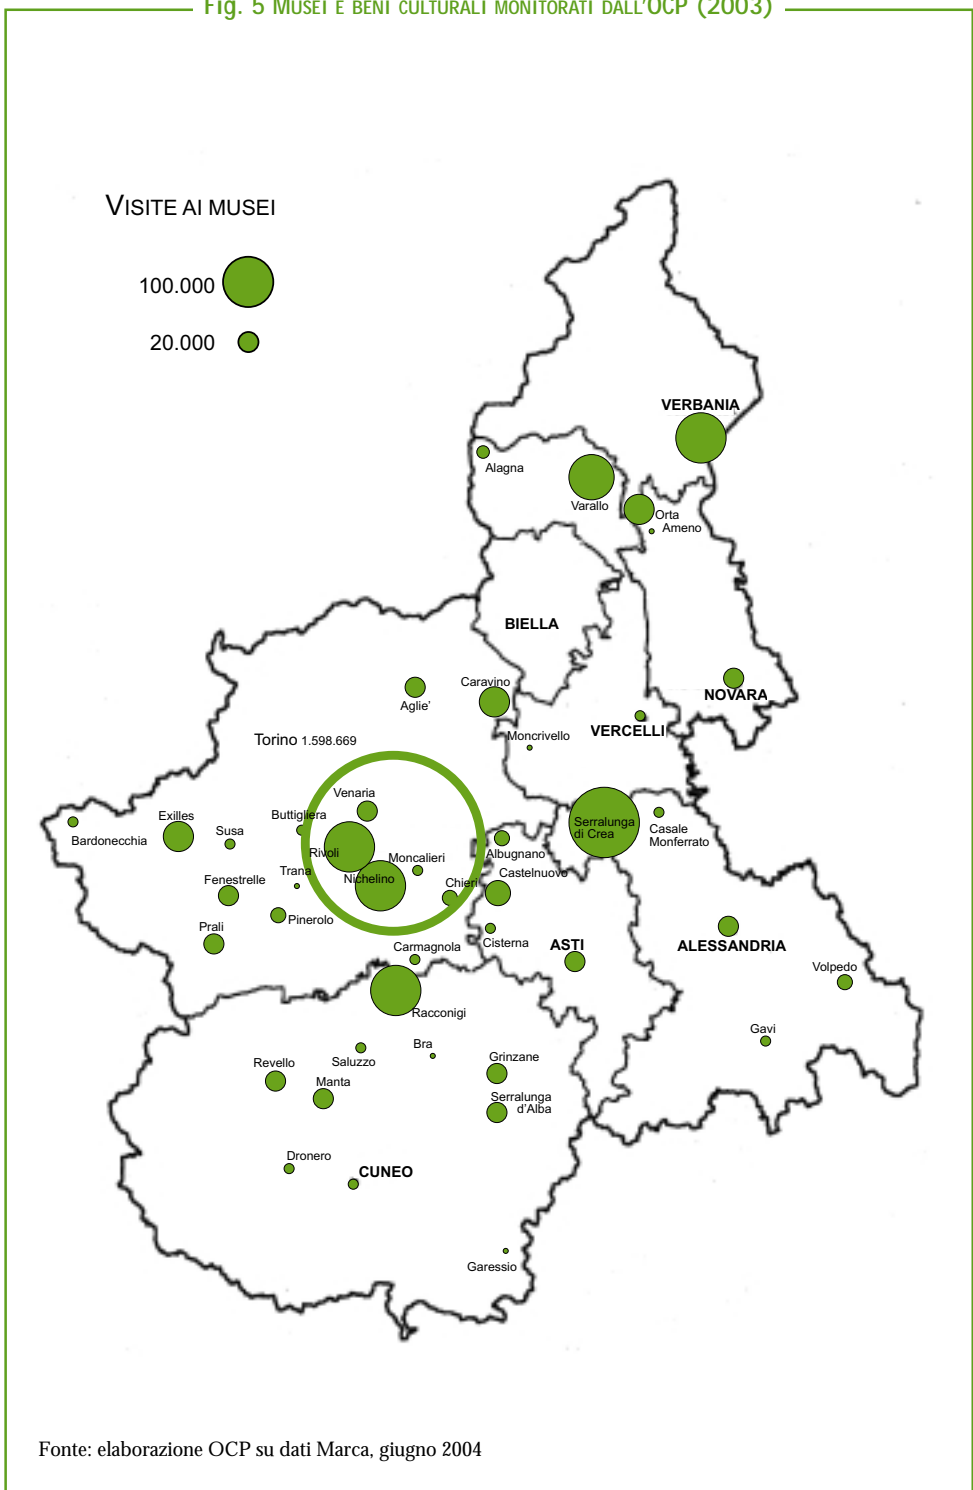 Fig. 5 MUSEI E BENI CULTURALI MONITORATI DALL'OCP (2003)
VISITE AI MUSEI
100.000
20.000
VERBANIA
Alagna
Varallo
Orta
Ameno
BIELLA
Caravino
Aglie'
NOVARA
Moncrivello
VERCELLI
Torino 1.598.669
Venaria
Buttigliera
Exilles
Susa
Bardonecchia
Rivoli
Moncalieri
Nichelino
Trana
Chieri
Fenestrelle
Pinerolo
Prali
Serralunga
di Crea
Casale
Monferrato
Albugnano
Castelnuovo
Cisterna
ASTI
ALESSANDRIA
Volpedo
Gavi
Carmagnola
Racconigi
Bra
Saluzzo
Revello
Manta
Grinzane
Serralunga
d'Alba
Dronero
CUNEO
Garessio
Fonte: elaborazione OCP su dati Marca, giugno 2004